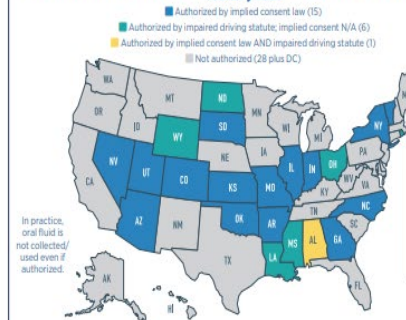 Authorized by implied consent law (15)
Authorized by impaired driving statute; implied consent N/A (6)
Authorized by implied consent law AND impaired driving statute (1)
Not authorized (28 plus DC)
WA
MT
ND
MN
OR
ID
WY
SD
WI
MI
NY
NE
IA
PA
NV
UT
CO
IL
IN
OH
WV
VA
CA
KS
MO
KY
NC
TN
AZ
NM
OK
AR
SC
MS
AL
GA
TX
LA
FL
AK
HI
In practice,
oral fluid is
not collected/
used even if
authorized.